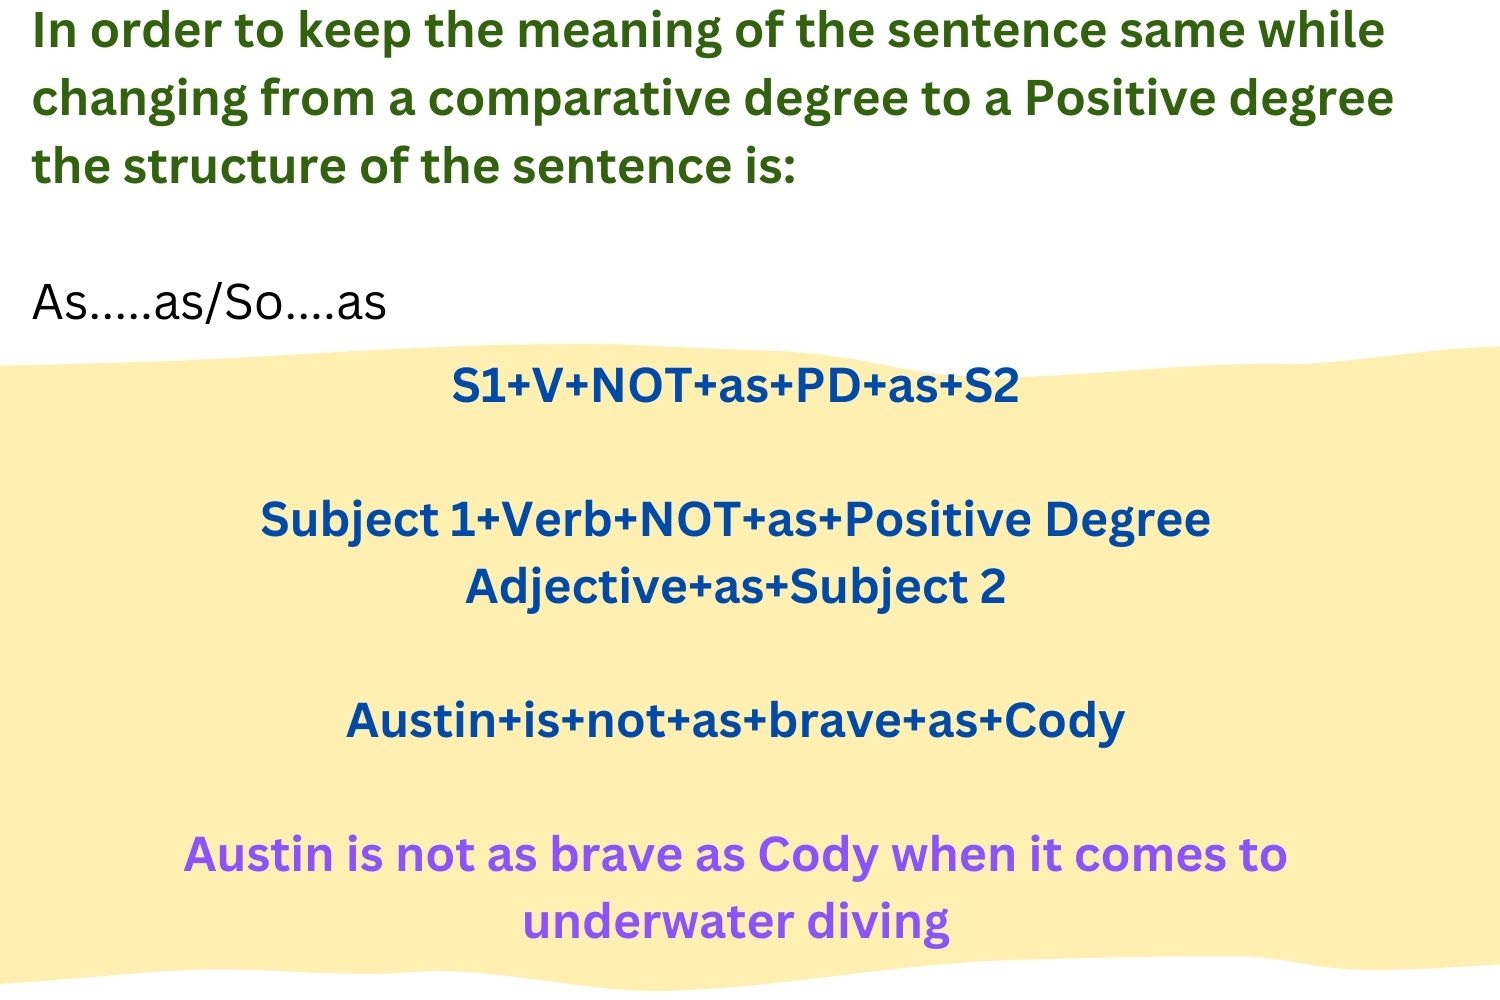 In order to keep the meaning of the sentence same while
changing from a comparative degree to a Positive degree
the structure of the sentence is:
As.....as/So....as
S1+V+NOT+as+PD+as+S2
Subject 1+Verb+NOT+as+Positive Degree
Adjective+as+Subject 2
Austin+is+not+as+brave+as+Cody
Austin is not as brave as Cody when it comes to
underwater diving